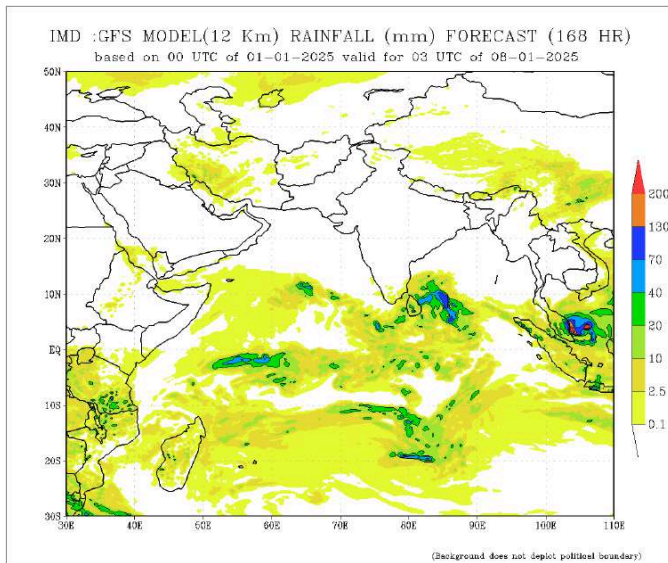 IMD :GFS MODEL(12 Km) RAINFALL (mm) FORECAST (168 HR)
based on 00 UTC of 01-01-2025 valid for 03 UTC of 08-01-2025
50N
40N
30N
20N
10N
EQ
10S
20S
30S
30E 40E 50E 60E 70E 80E 90E 100E 110E
200
130
70
40
20
10
2.5
0.1
(Background does not depict political boundary)